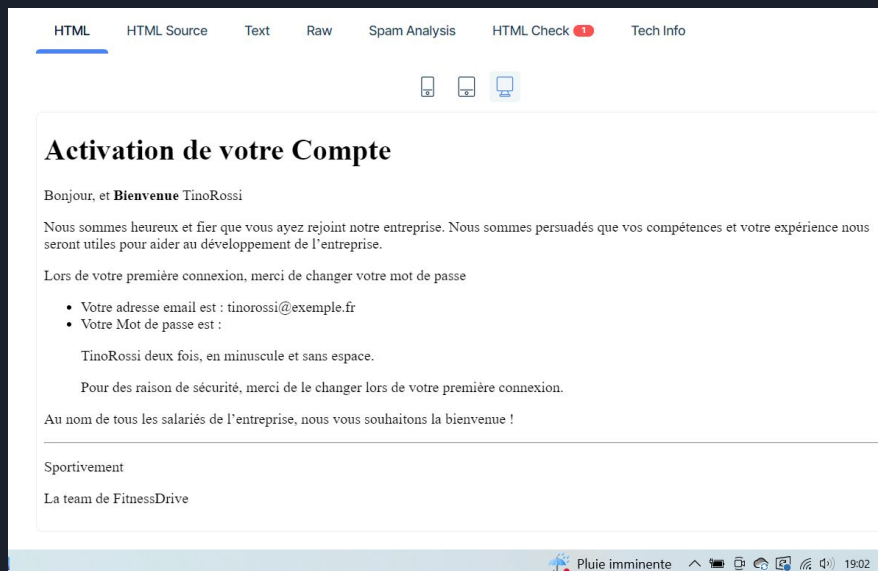 HTML HTML Source Text Raw Spam Analysis HTML Check 1 Tech Info
Activation de votre Compte
Bonjour, et Bienvenue TinoRossi
Nous sommes heureux et fier que vous ayez rejoint notre entreprise. Nous sommes persuadés que vos compétences et votre expérience nous
seront utiles pour aider au développement de l’entreprise.
Lors de votre première connexion, merci de changer votre mot de passe
• Votre adresse email est : tinorossi@exemple.fr
• Votre Mot de passe est :
TinoRossi deux fois, en minuscule et sans espace.
Pour des raison de sécurité, merci de le changer lors de votre première connexion.
Au nom de tous les salariés de l’entreprise, nous vous souhaitons la bienvenue !
Sportivement
La team de FitnessDrive
Pluie imminente 19:02